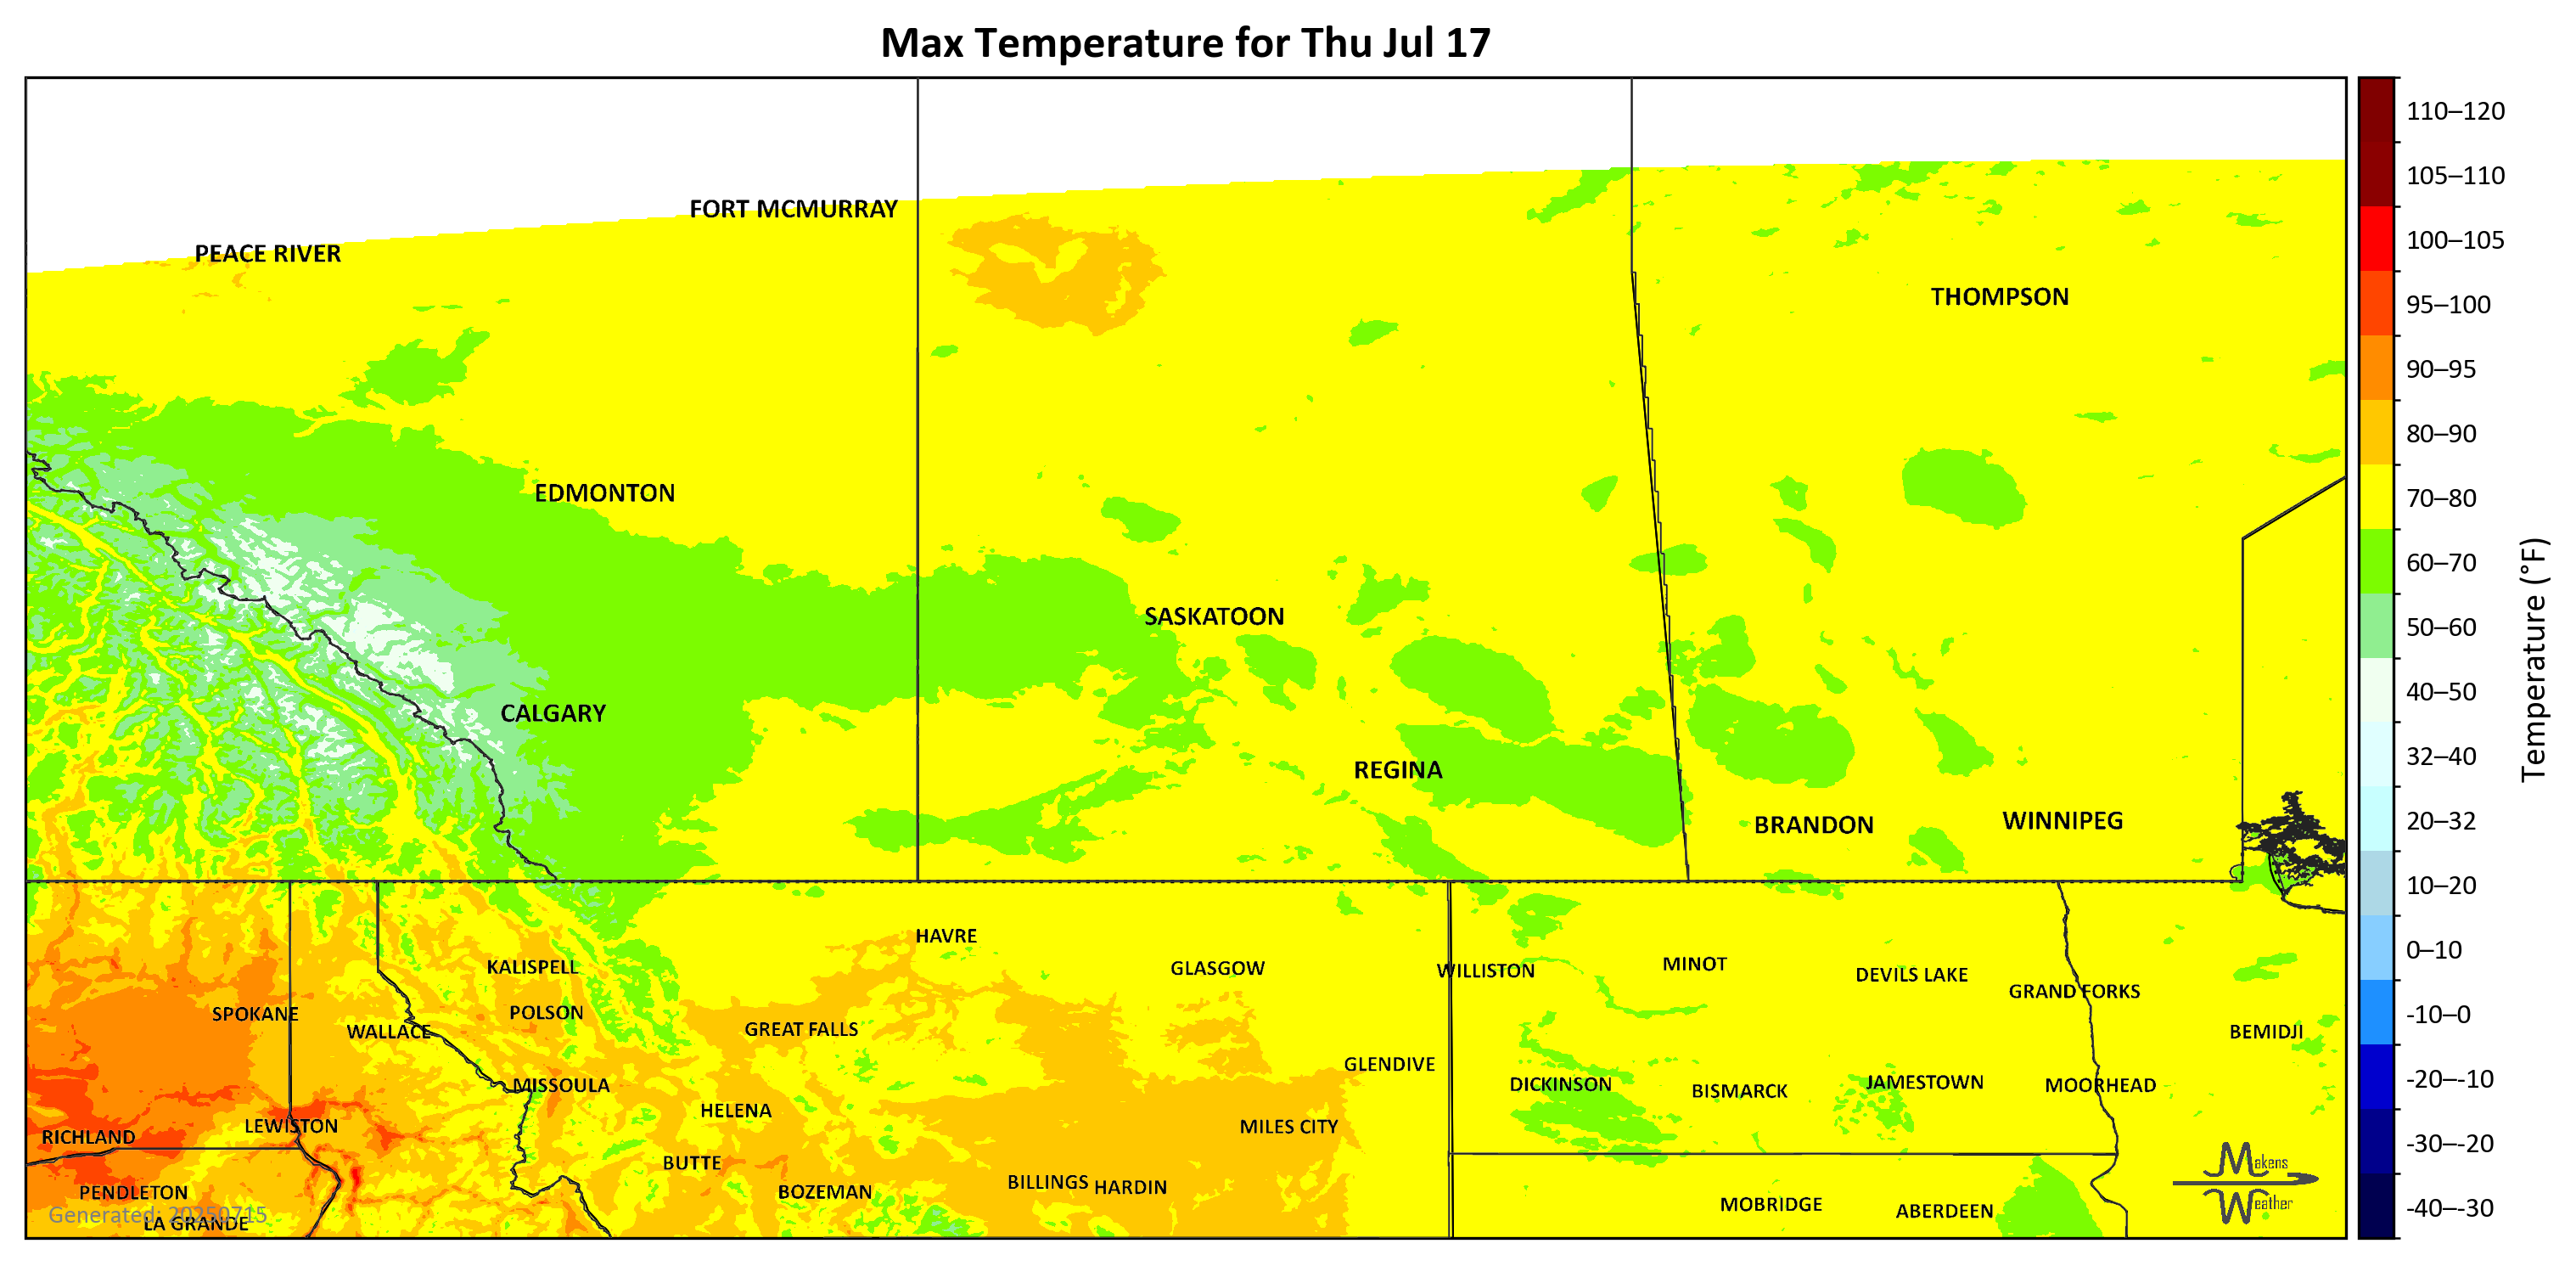 Max Temperature for Thu Jul 17
FORT MCMURRAY
PEACE RIVER
THOMPSON
EDMONTON
SASKATOON
CALGARY
REGINA
BRANDON
WINNIPEG
HAVRE
KALISPELL
GLASGOW
WILLISTON
MINOT
DEVILS LAKE
GRAND FORKS
SPOKANE
POLSON
WALLACE
GREAT FALLS
BEMIDJI
GLENDIVE
MISSOULA
DICKINSON
BISMARCK
JAMESTOWN
MOORHEAD
HELENA
LEWISTON
MILES CITY
RICHLAND
BUTTE
BILLINGS
HARDIN
PENDLETON
BOZEMAN
MOBRIDGE
ABERDEEN
Generated: 20250715
LA GRANDE
Makens
Weather
110–120
105–110
100–105
95–100
90–95
80–90
70–80
60–70
50–60
40–50
32–40
20–32
10–20
0–10
-10–0
-20–-10
-30–-20
-40–-30
Temperature (°F)